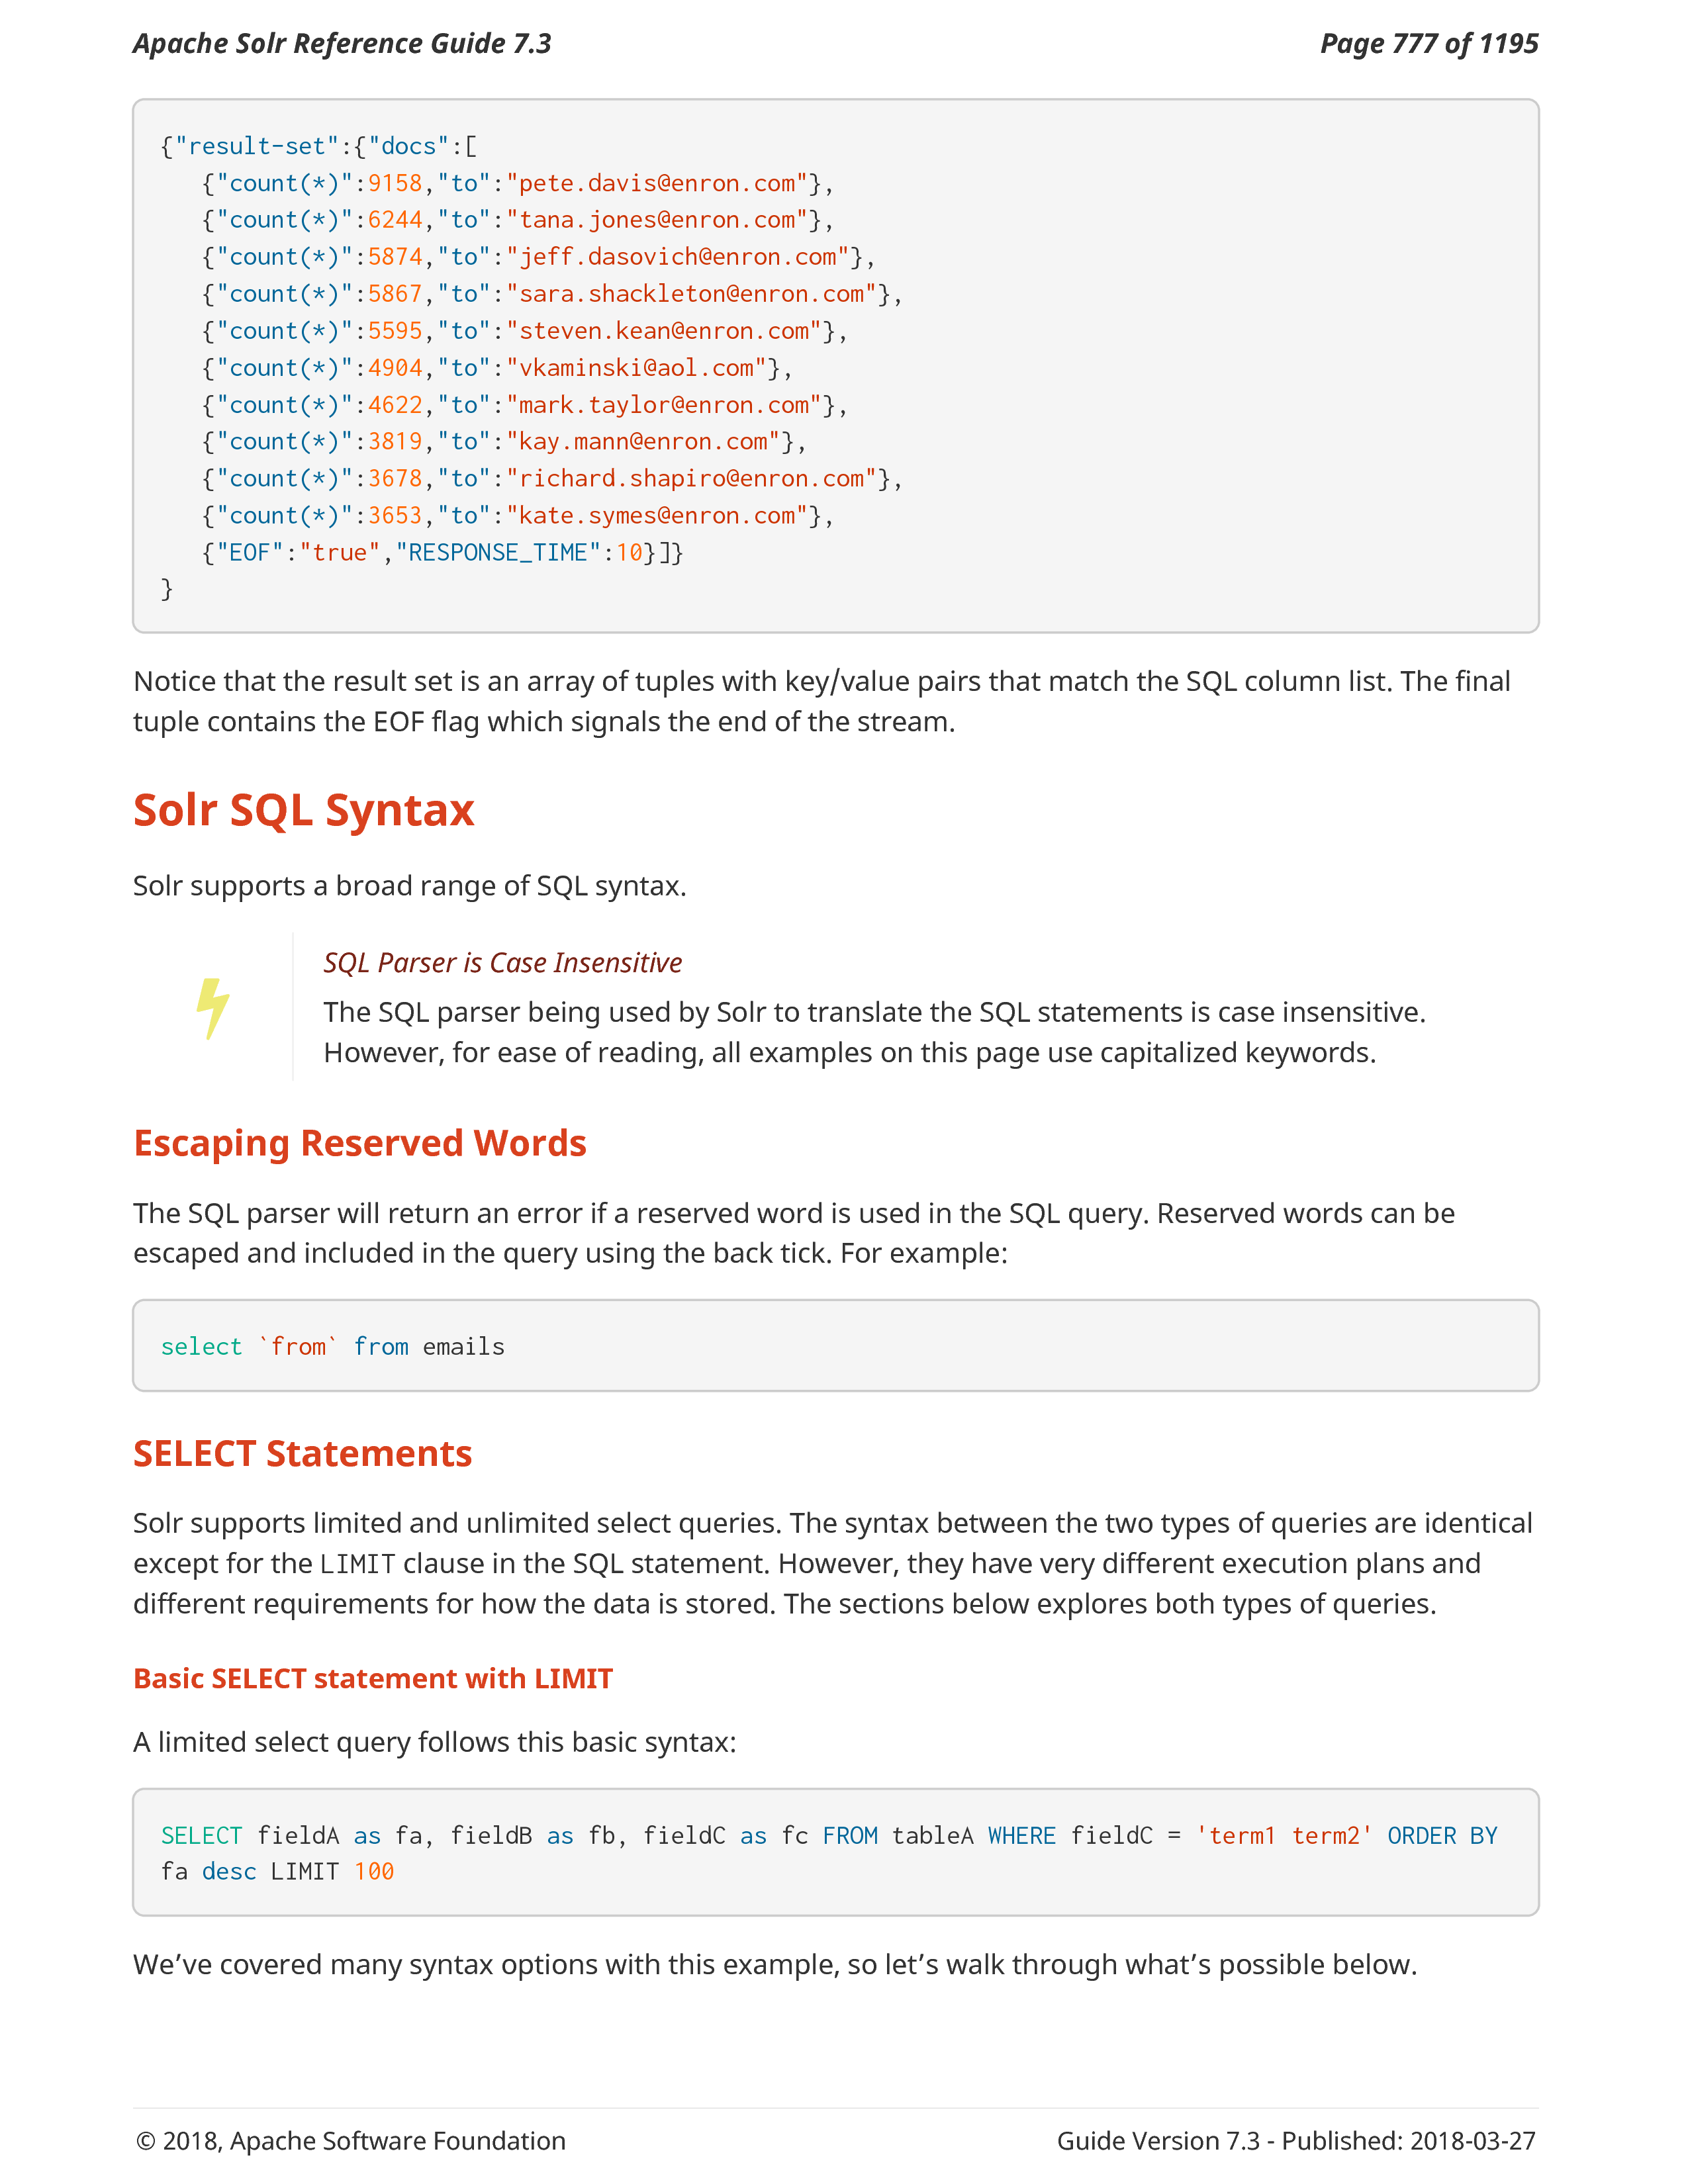 Apache Solr Reference Guide 7.3
Page 777 of 1195
{"result-set":{"docs":[
   {"count(*)":9158,"to":"pete.davis@enron.com"},
   {"count(*)":6244,"to":"tana.jones@enron.com"},
   {"count(*)":5874,"to":"jeff.dasovich@enron.com"},
   {"count(*)":5867,"to":"sara.shackleton@enron.com"},
   {"count(*)":5595,"to":"steven.kean@enron.com"},
   {"count(*)":4904,"to":"vkaminski@aol.com"},
   {"count(*)":4622,"to":"mark.taylor@enron.com"},
   {"count(*)":3819,"to":"kay.mann@enron.com"},
   {"count(*)":3678,"to":"richard.shapiro@enron.com"},
   {"count(*)":3653,"to":"kate.symes@enron.com"},
   {"EOF":"true","RESPONSE_TIME":10}]}
}
Notice that the result set is an array of tuples with key/value pairs that match the SQL column list. The final
tuple contains the EOF flag which signals the end of the stream.
Solr SQL Syntax
Solr supports a broad range of SQL syntax.
SQL Parser is Case Insensitive
The SQL parser being used by Solr to translate the SQL statements is case insensitive.
However, for ease of reading, all examples on this page use capitalized keywords.
Escaping Reserved Words
The SQL parser will return an error if a reserved word is used in the SQL query. Reserved words can be
escaped and included in the query using the back tick. For example:
select `from` from emails
SELECT Statements
Solr supports limited and unlimited select queries. The syntax between the two types of queries are identical
except for the LIMIT clause in the SQL statement. However, they have very different execution plans and
different requirements for how the data is stored. The sections below explores both types of queries.
Basic SELECT statement with LIMIT
A limited select query follows this basic syntax:
SELECT fieldA as fa, fieldB as fb, fieldC as fc FROM tableA WHERE fieldC = 'term1 term2' ORDER BY
fa desc LIMIT 100
We’ve covered many syntax options with this example, so let’s walk through what’s possible below.
© 2018, Apache Software Foundation
Guide Version 7.3 - Published: 2018-03-27